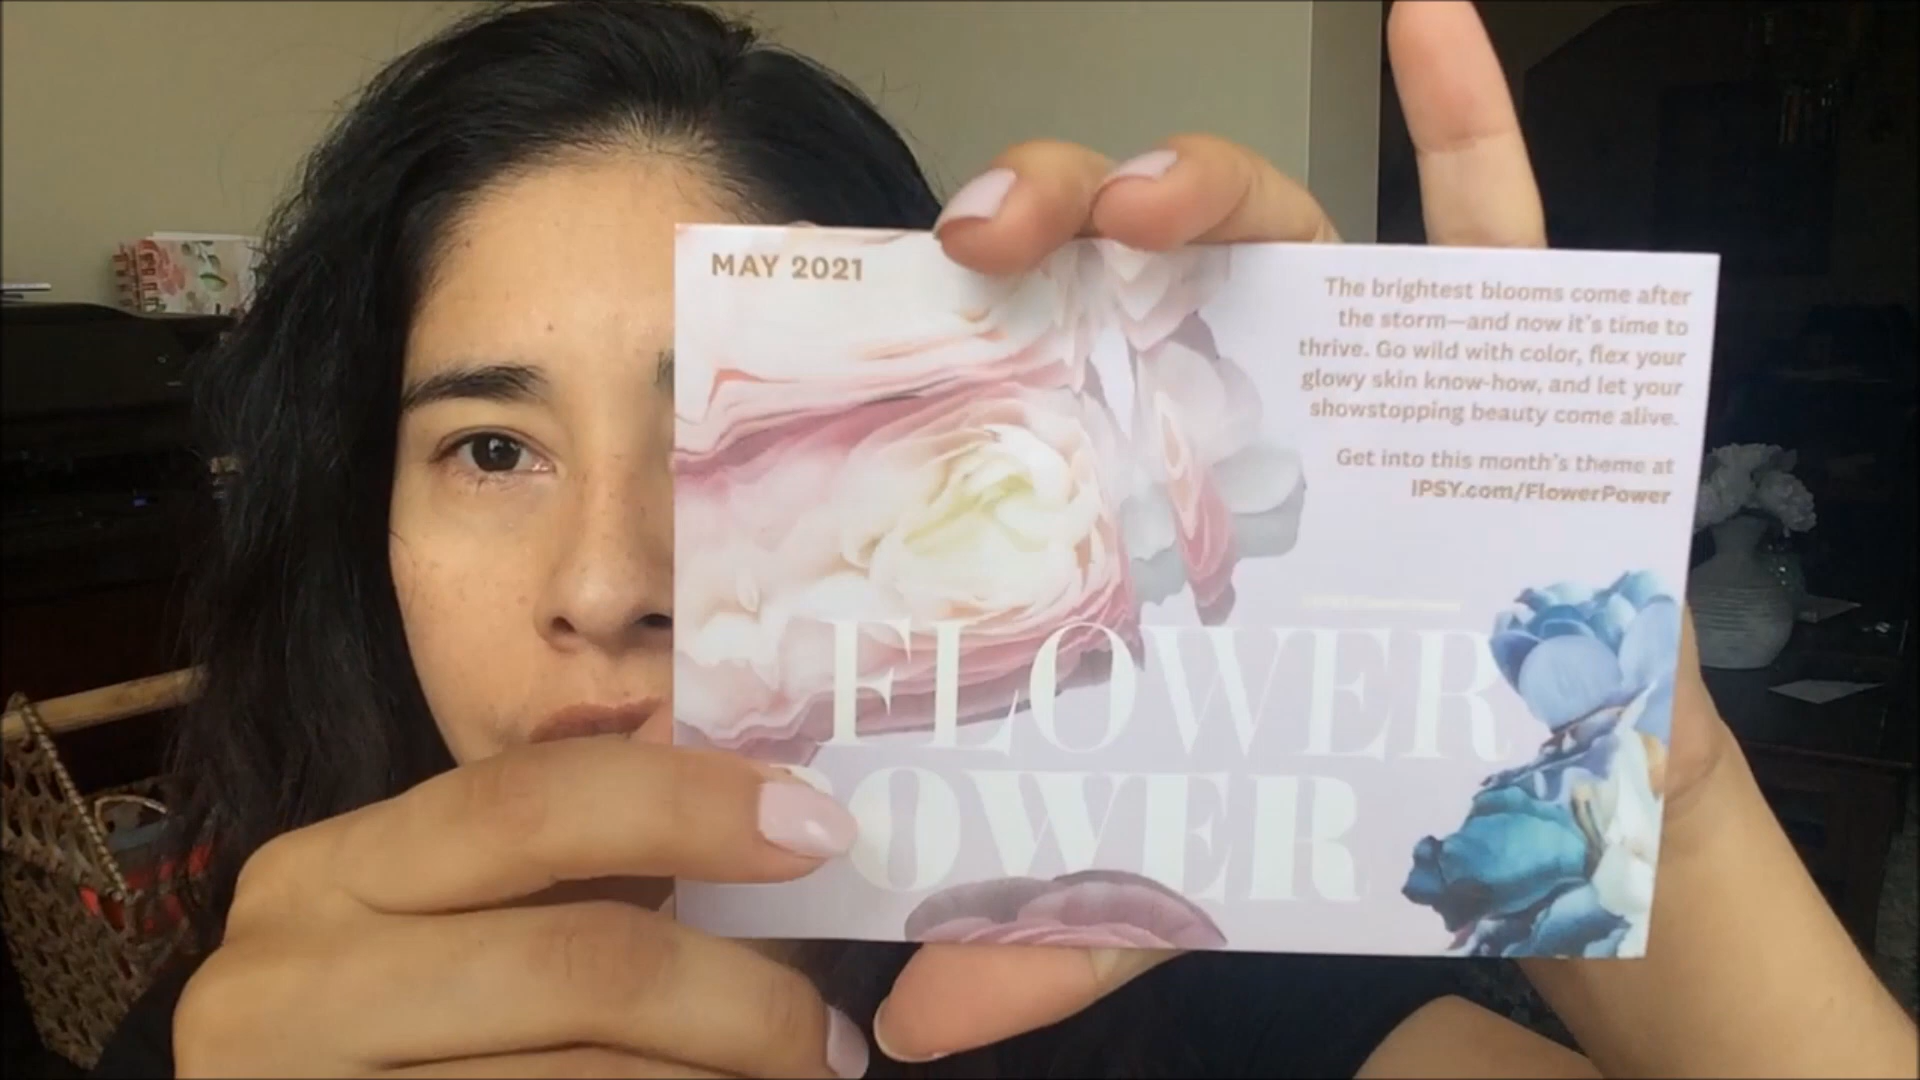 MAY 2021
The brightest blooms come after
the storm—and now it's time to
thrive. Go wild with color, flex your
glowy skin know-how, and let your
showstopping beauty come alive.
Get into this month's theme at
IPSY.com/FlowerPower
FLOWER
POWER